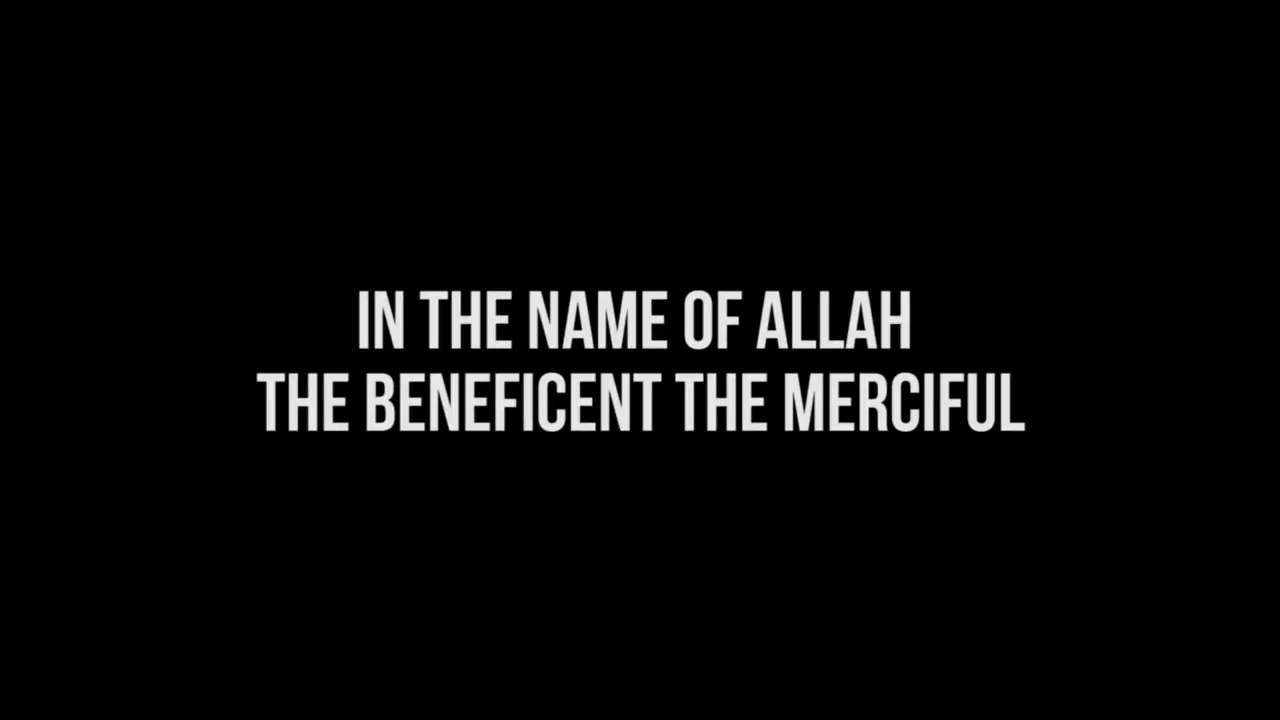 IN THE NAME OF ALLAH
THE BENEFICENT THE MERCIFUL